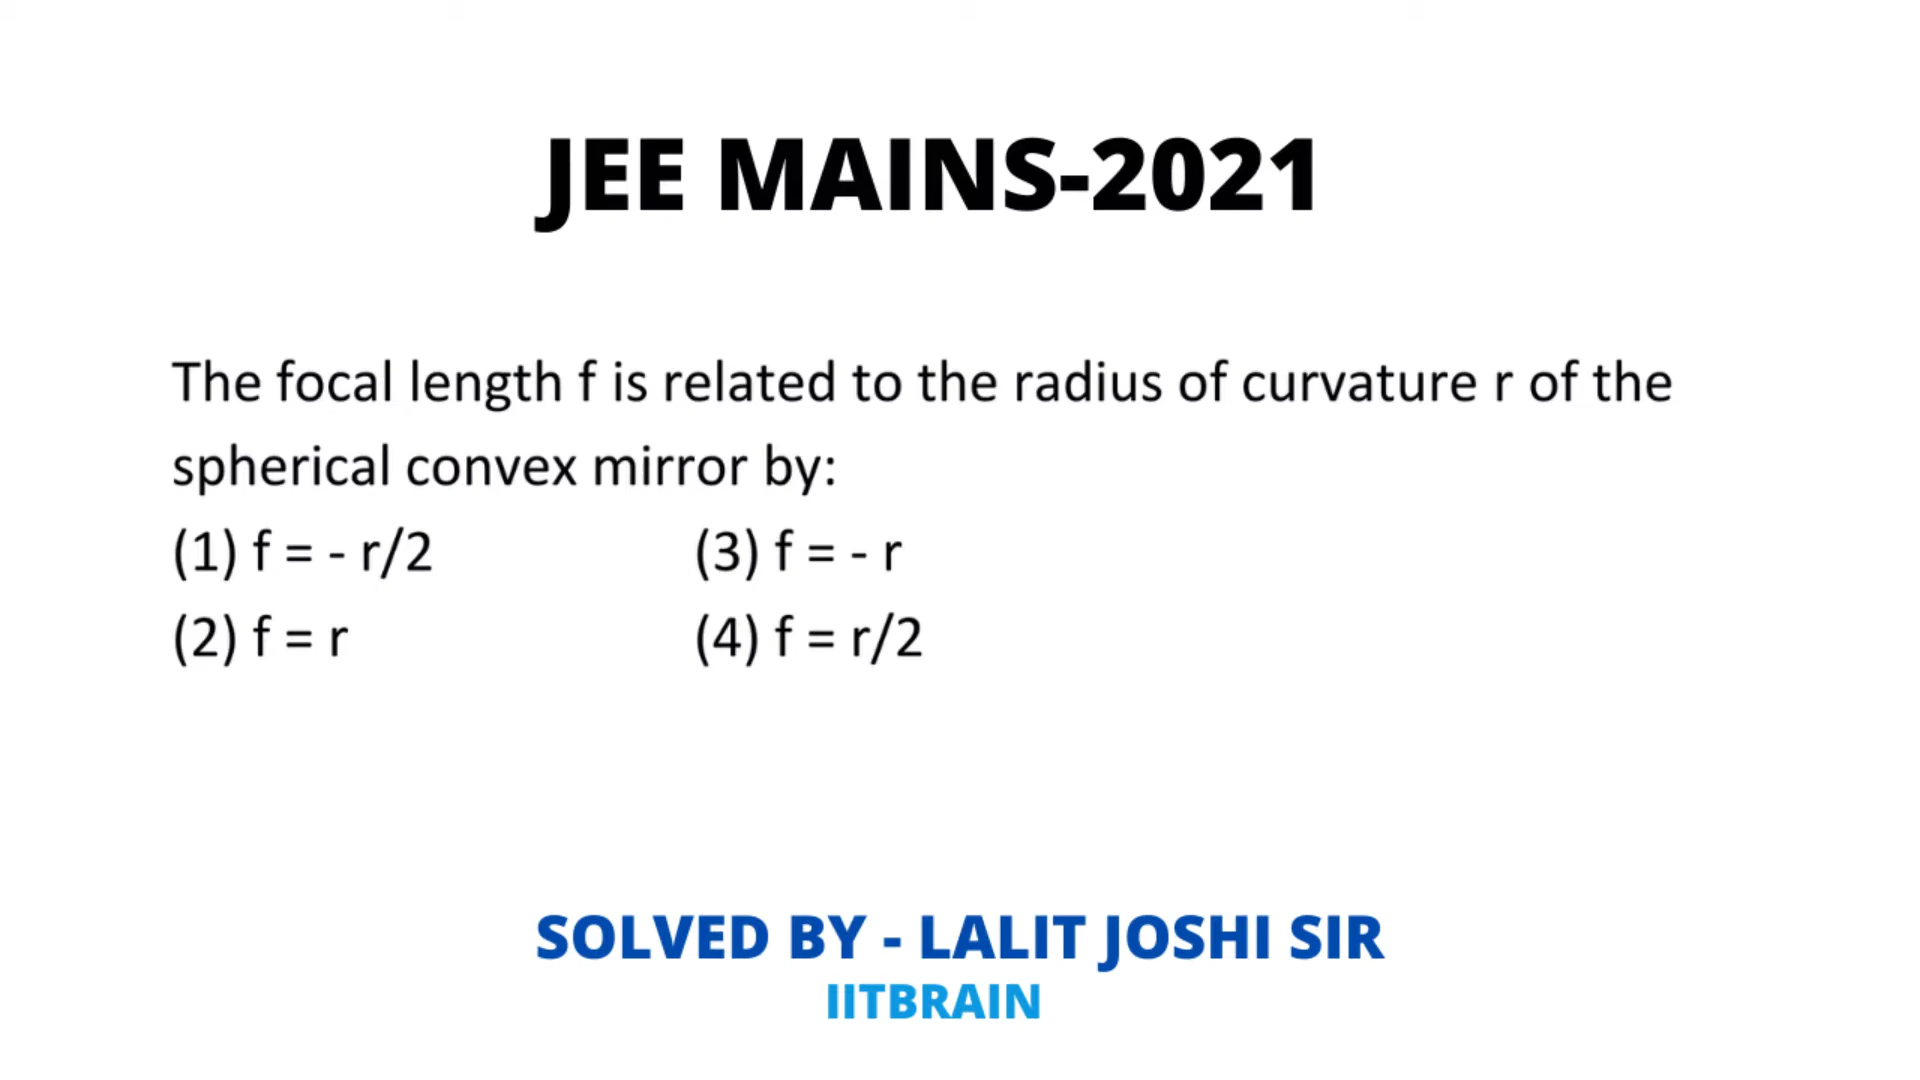 JEE MAINS-2021
The focal length f is related to the radius of curvature r of the
spherical convex mirror by:
(1) f = - r/2 (3) f = - r
(2) f = r (4) f = r/2
SOLVED BY - LALIT JOSHI SIR
IITBRAIN